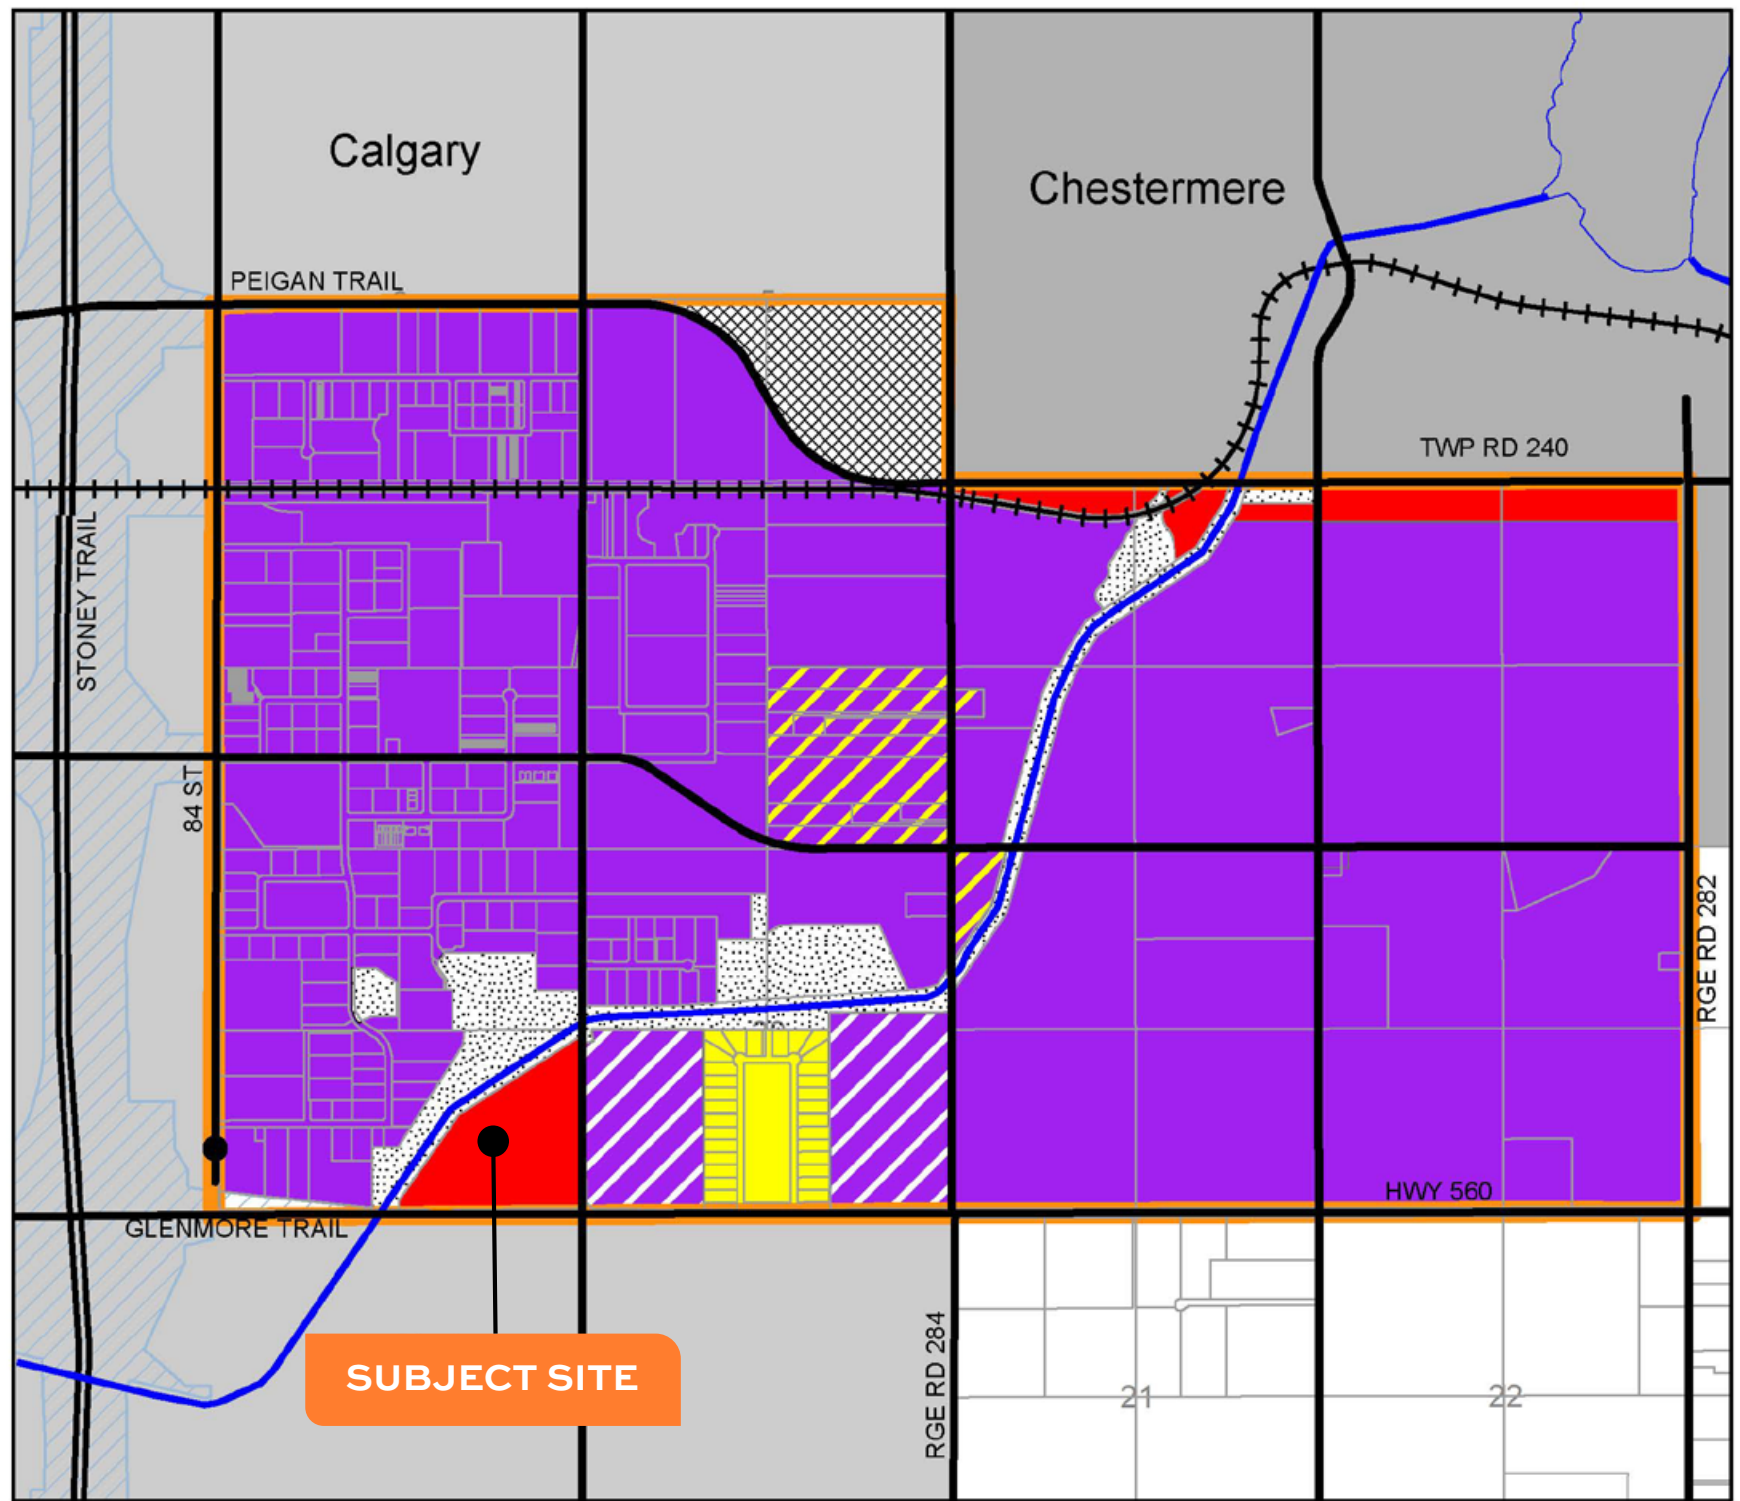 Calgary
Chestermere
PEIGAN TRAIL
TWP RD 240
STONEY TRAIL
84 ST
RGE RD 282
HWY 560
GLENMORE TRAIL
SUBJECT SITE
RGE RD 284
21
22